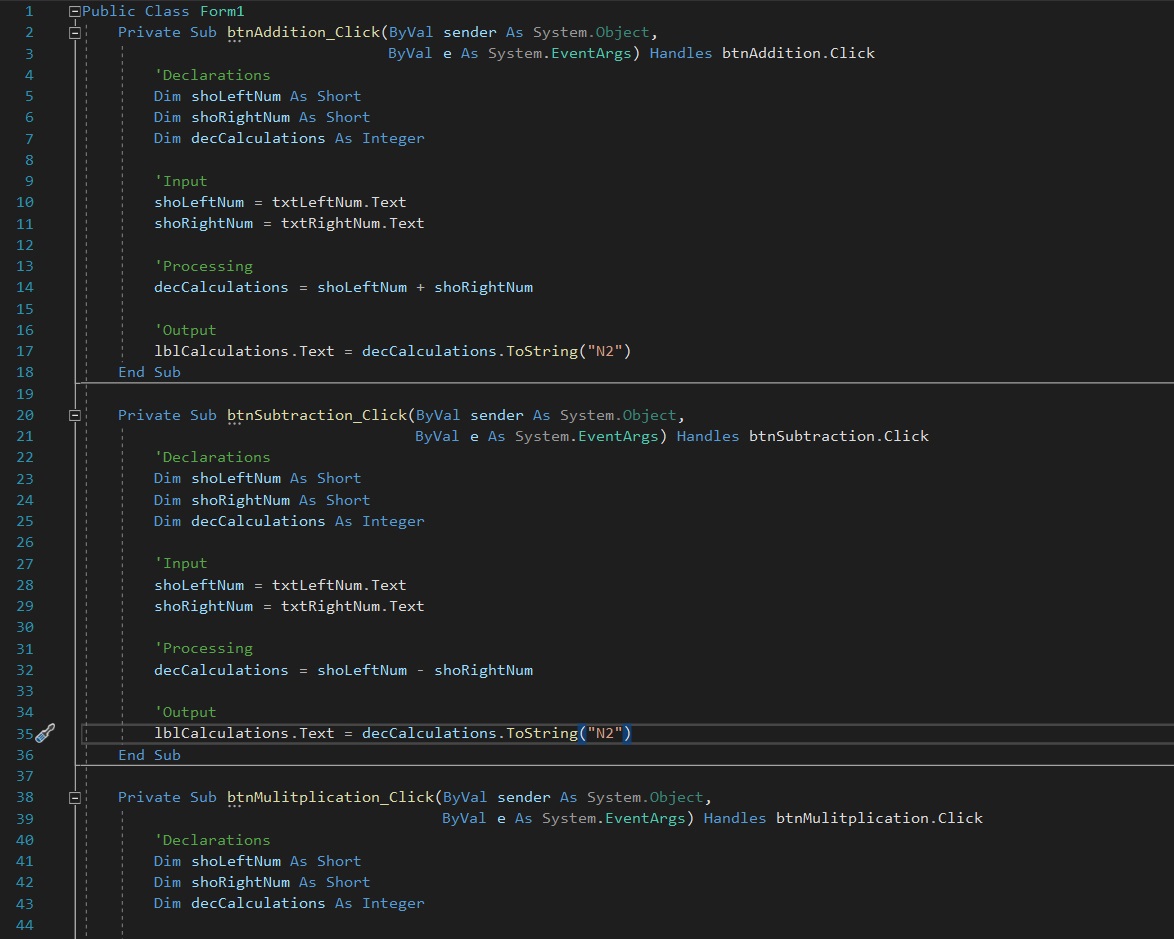 1 Public Class Form1
2 Private Sub btnAddition_Click(ByVal sender As System.Object,
3 ByVal e As System.EventArgs) Handles btnAddition.Click
4 'Declarations
5 Dim shoLeftNum As Short
6 Dim shoRightNum As Short
7 Dim decCalculations As Integer
8
9 'Input
10 shoLeftNum = txtLeftNum.Text
11 shoRightNum = txtRightNum.Text
12
13 'Processing
14 decCalculations = shoLeftNum + shoRightNum
15
16 'Output
17 lblCalculations.Text = decCalculations.ToString("N2")
18 End Sub
19
20 Private Sub btnSubtraction_Click(ByVal sender As System.Object,
21 ByVal e As System.EventArgs) Handles btnSubtraction.Click
22 'Declarations
23 Dim shoLeftNum As Short
24 Dim shoRightNum As Short
25 Dim decCalculations As Integer
26
27 'Input
28 shoLeftNum = txtLeftNum.Text
29 shoRightNum = txtRightNum.Text
30
31 'Processing
32 decCalculations = shoLeftNum - shoRightNum
33
34 'Output
35 lblCalculations.Text = decCalculations.ToString("N2")
36 End Sub
37
38 Private Sub btnMulitplication_Click(ByVal sender As System.Object,
39 ByVal e As System.EventArgs) Handles btnMulitplication.Click
40 'Declarations
41 Dim shoLeftNum As Short
42 Dim shoRightNum As Short
43 Dim decCalculations As Integer
44